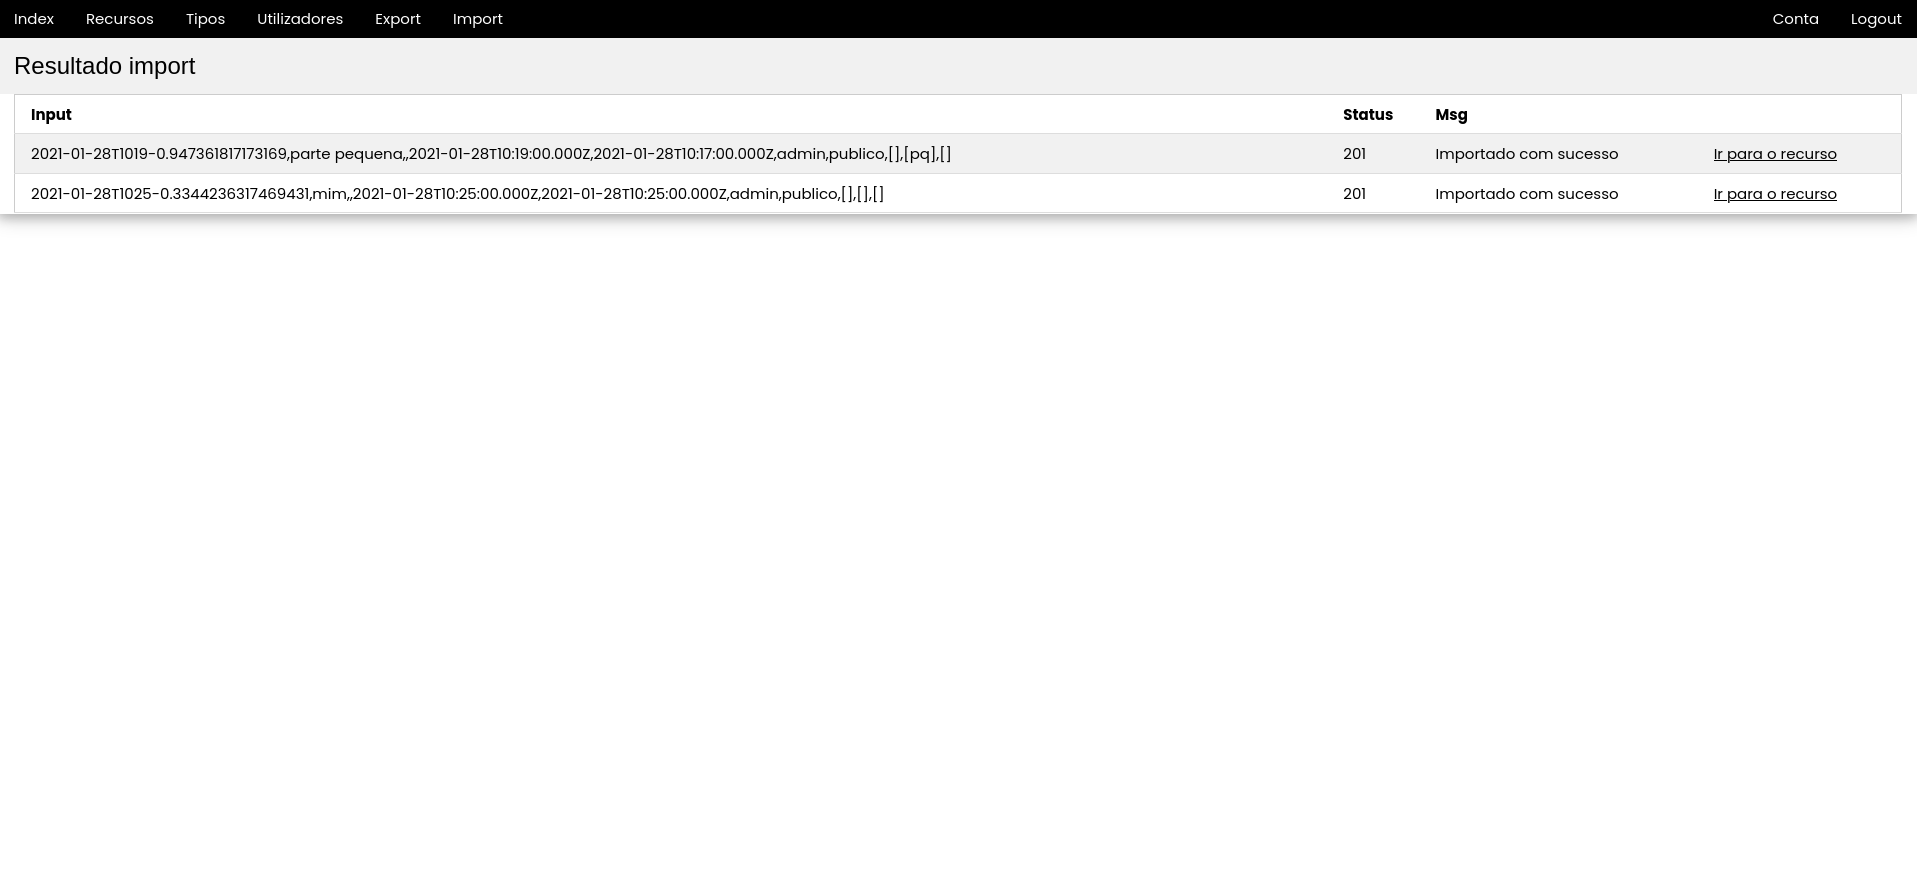 Index Recursos Tipos Utilizadores Export Import Conta Logout
Resultado import
Input Status Msg
2021-01-28T1019-0.947361817173169,parte pequena,,2021-01-28T10:19:00.000Z,2021-01-28T10:17:00.000Z,admin,publico,[],[pq],[] 201 Importado com sucesso Ir para o recurso
2021-01-28T1025-0.3344236317469431,mim,,2021-01-28T10:25:00.000Z,2021-01-28T10:25:00.000Z,admin,publico,[],[],[] 201 Importado com sucesso Ir para o recurso